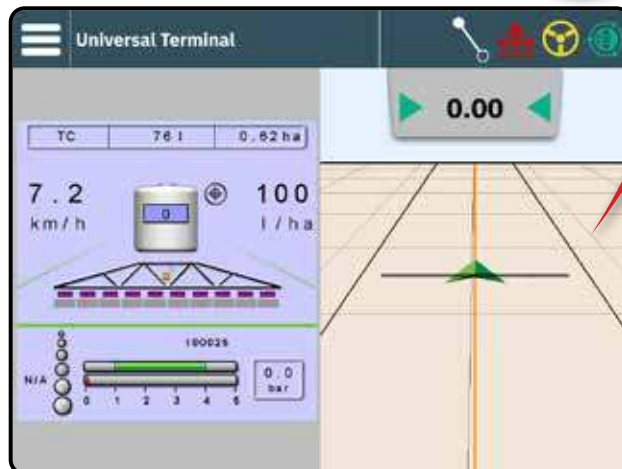 Universal Terminal
TC 76 l 0.62 ha
7.2 100
km/h l/ha
0
190025
N/A
0 1 2 3 4 5
0.0
bar
0.00